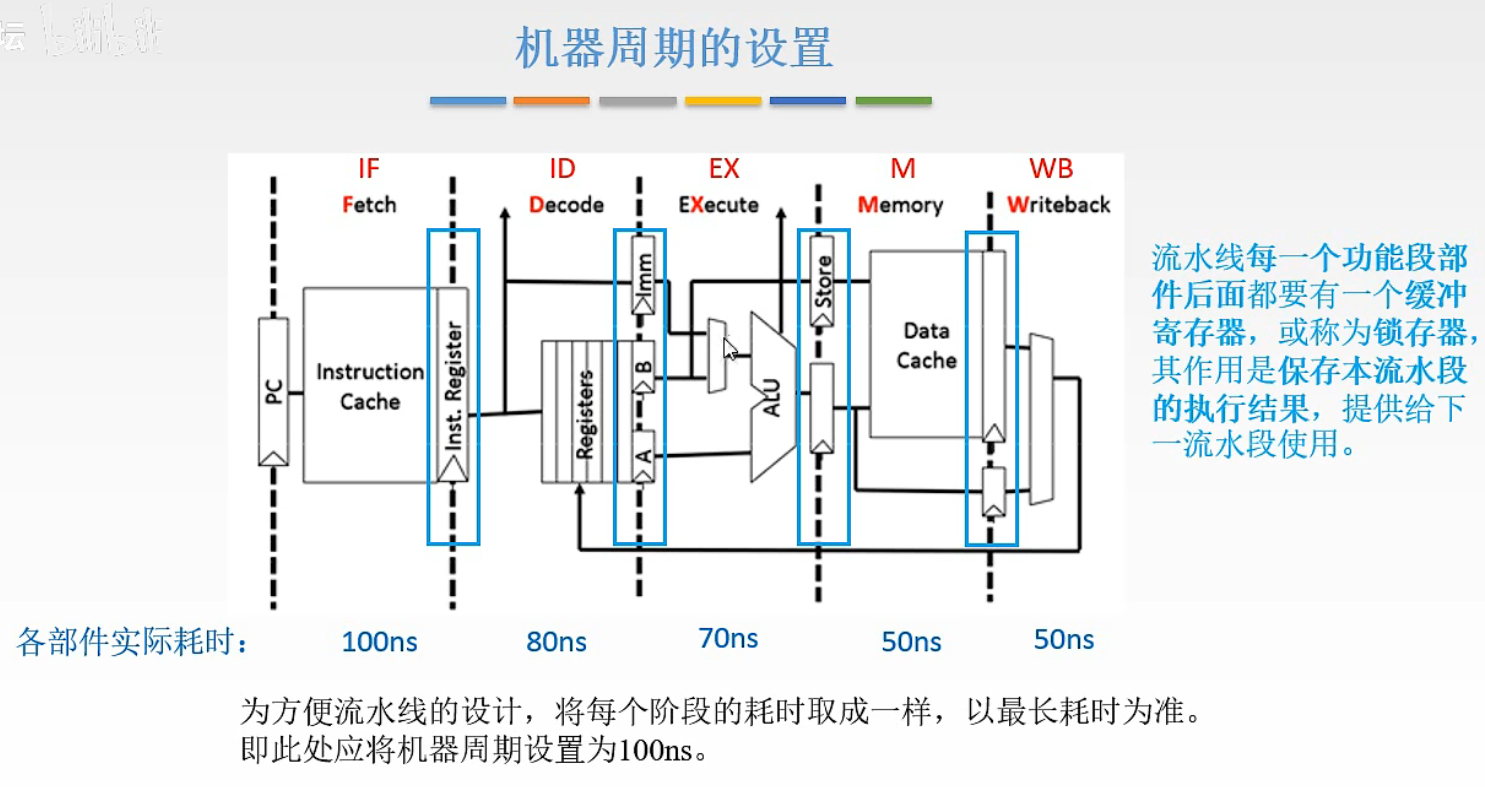 坛 bilibili
机器周期的设置
IF
ID
EX
M
WB
Fetch
Decode
EXecute
Memory
Writeback
PC
Instruction
Cache
Inst. Register
Registers
Imm
B
A
ALU
Store
Data
Cache
流水线每一个功能段部
件后面都要有一个缓冲
寄存器，或称为锁存器，
其作用是保存本流水段
的执行结果，提供给下
一流水段使用。
各部件实际耗时：
100ns
80ns
70ns
50ns
50ns
为方便流水线的设计，将每个阶段的耗时取成一样，以最长耗时为准。
即此处应将机器周期设置为100ns。